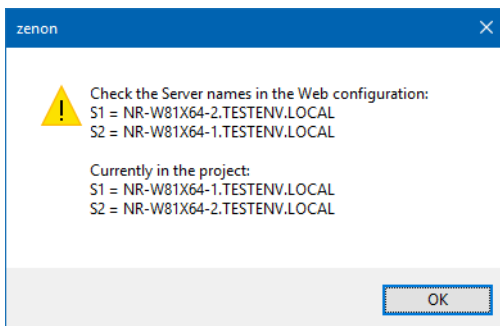 zenon
Check the Server names in the Web configuration:
S1 = NR-W81X64-2.TESTENV.LOCAL
S2 = NR-W81X64-1.TESTENV.LOCAL
Currently in the project:
S1 = NR-W81X64-1.TESTENV.LOCAL
S2 = NR-W81X64-2.TESTENV.LOCAL
OK